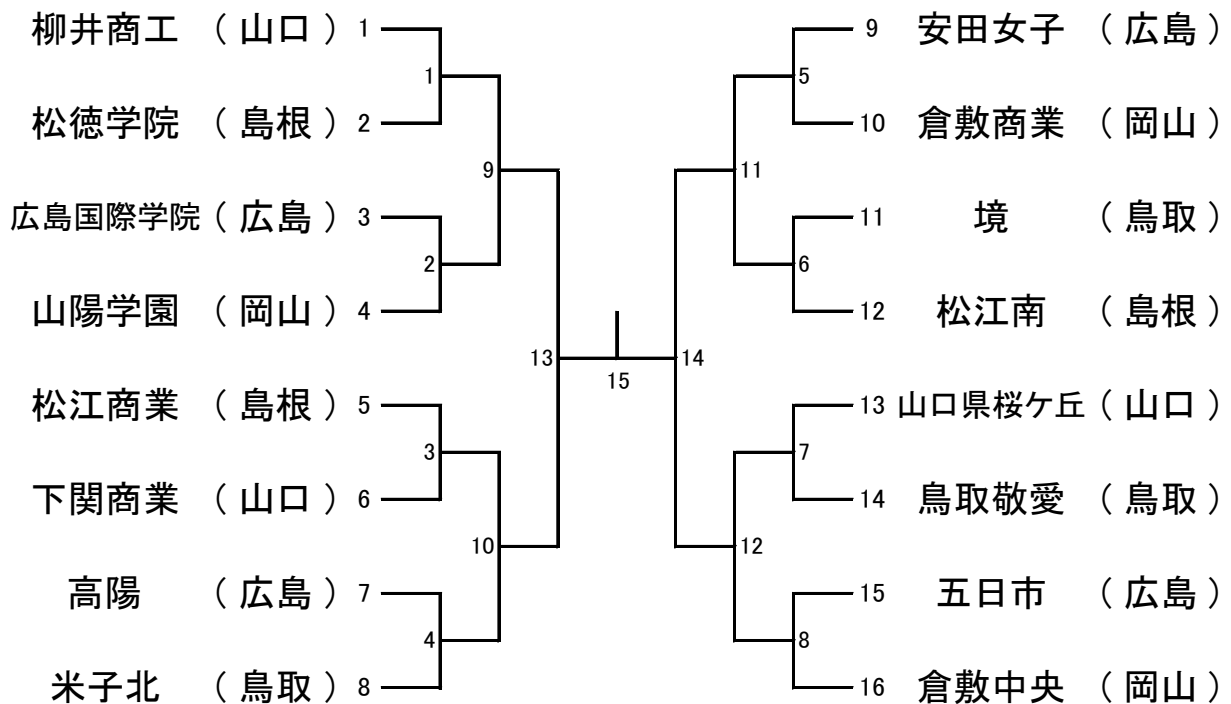 柳井商工 （ 山口 ） 1
9 安田女子 （ 広島 ）
1
5
松徳学院 （ 島根 ） 2
10 倉敷商業 （ 岡山 ）
9
11
広島国際学院 （ 広島 ） 3
11 境 （ 鳥取 ）
2
6
山陽学園 （ 岡山 ） 4
12 松江南 （ 島根 ）
13
14
15
松江商業 （ 島根 ） 5
13 山口県桜ケ丘 （ 山口 ）
3
7
下関商業 （ 山口 ） 6
14 鳥取敬愛 （ 鳥取 ）
10
12
高陽 （ 広島 ） 7
15 五日市 （ 広島 ）
4
8
米子北 （ 鳥取 ） 8
16 倉敷中央 （ 岡山 ）